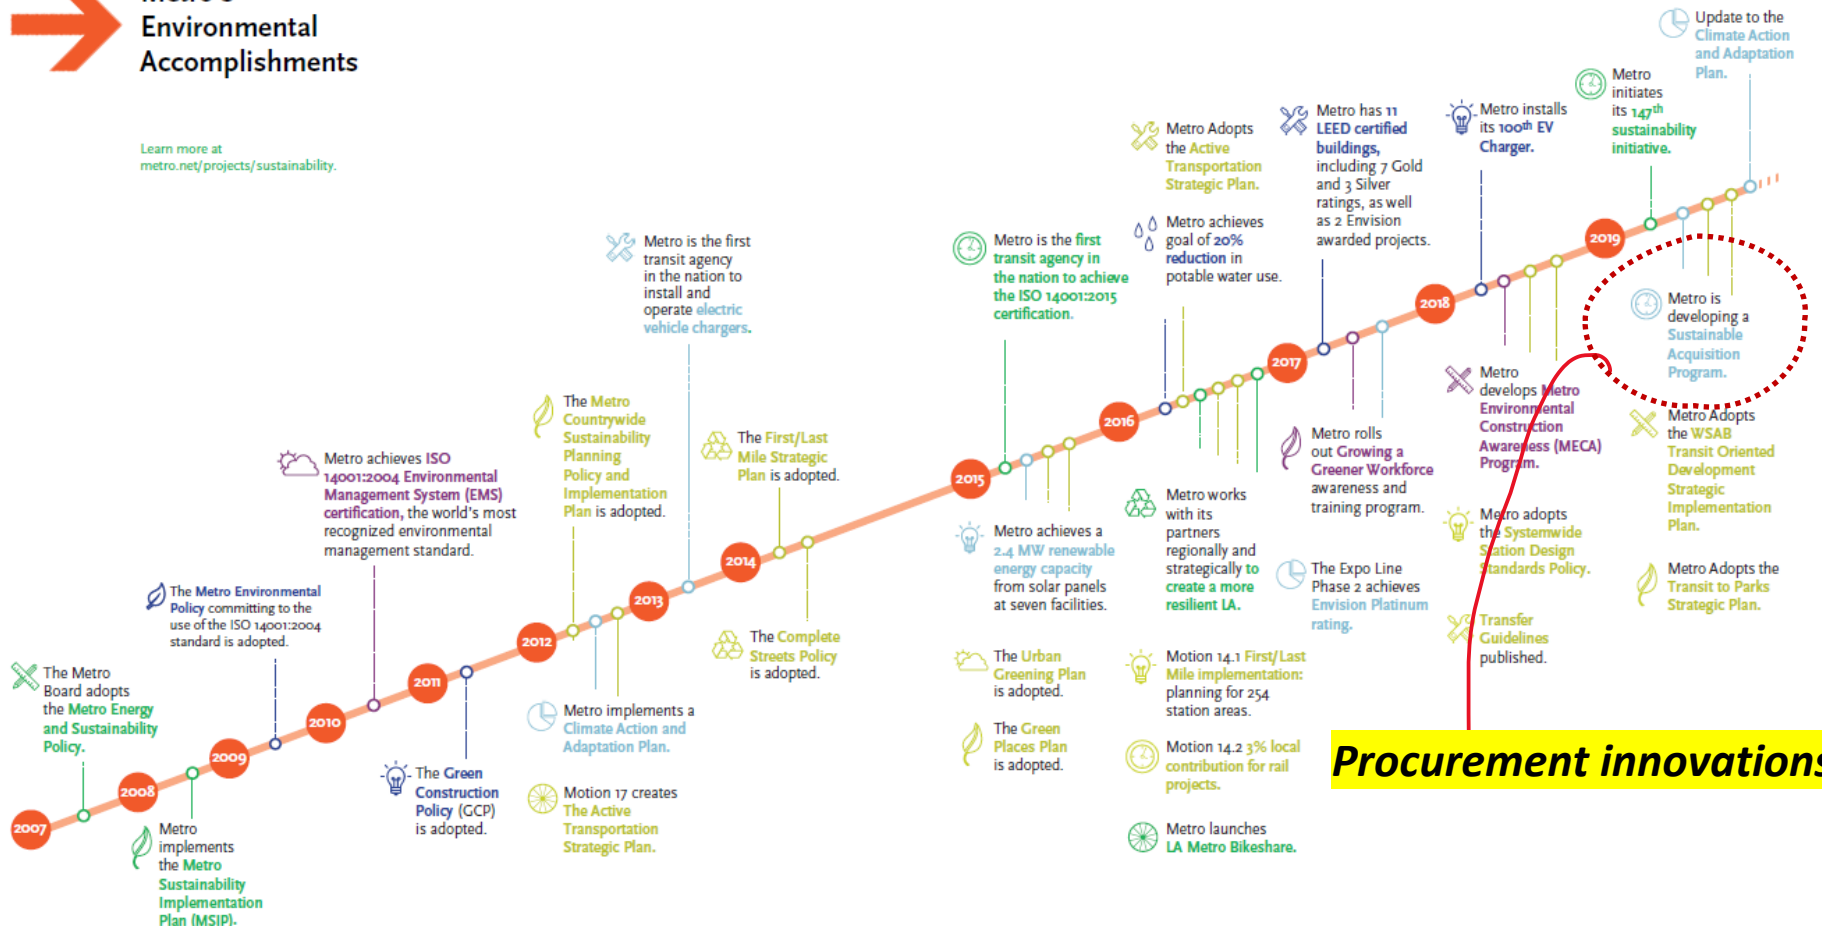 Metro's
Environmental
Accomplishments
Learn more at
metro.net/projects/sustainability.
2007
The Metro
Board adopts
the Metro Energy
and Sustainability
Policy.
2008
Metro
implements
the Metro
Sustainability
Implementation
Plan (MSIP).
2009
The Metro Environmental
Policy committing to the
use of the ISO 14001:2004
standard is adopted.
2010
Metro achieves ISO
14001:2004 Environmental
Management System (EMS)
certification, the world's most
recognized environmental
management standard.
2011
The Green
Construction
Policy (GCP)
is adopted.
2012
The Metro
Countrywide
Sustainability
Planning
Policy and
Implementation
Plan is adopted.
Metro implements a
Climate Action and
Adaptation Plan.
Motion 17 creates
The Active
Transportation
Strategic Plan.
2013
Metro is the first
transit agency
in the nation to
install and
operate electric
vehicle chargers.
2014
The First/Last
Mile Strategic
Plan is adopted.
The Complete
Streets Policy
is adopted.
2015
Metro is the first
transit agency in
the nation to achieve
the ISO 14001:2015
certification.
Metro achieves a
2.4 MW renewable
energy capacity
from solar panels
at seven facilities.
The Urban
Greening Plan
is adopted.
The Green
Places Plan
is adopted.
2016
Metro Adopts
the Active
Transportation
Strategic Plan.
Metro achieves
goal of 20%
reduction in
potable water use.
Metro works
with its
partners
regionally and
strategically to
create a more
resilient LA.
Motion 14.1 First/Last
Mile implementation:
planning for 254
station areas.
Motion 14.2 3% local
contribution for rail
projects.
Metro launches
LA Metro Bikeshare.
2017
Metro has 11
LEED certified
buildings,
including 7 Gold
and 3 Silver
ratings, as well
as 2 Envision
awarded projects.
Metro rolls
out Growing a
Greener Workforce
awareness and
training program.
The Expo Line
Phase 2 achieves
Envision Platinum
rating.
2018
Metro installs
its 100th EV
Charger.
Metro
develops Metro
Environmental
Construction
Awareness (MECA)
Program.
Metro adopts
the Systemwide
Station Design
Standards Policy.
Transfer
Guidelines
published.
2019
Metro
initiates
its 147th
sustainability
initiative.
Update to the
Climate Action
and Adaptation
Plan.
Metro is
developing a
Sustainable
Acquisition
Program.
Metro Adopts
the WSAB
Transit Oriented
Development
Strategic
Implementation
Plan.
Metro Adopts the
Transit to Parks
Strategic Plan.
Procurement innovations